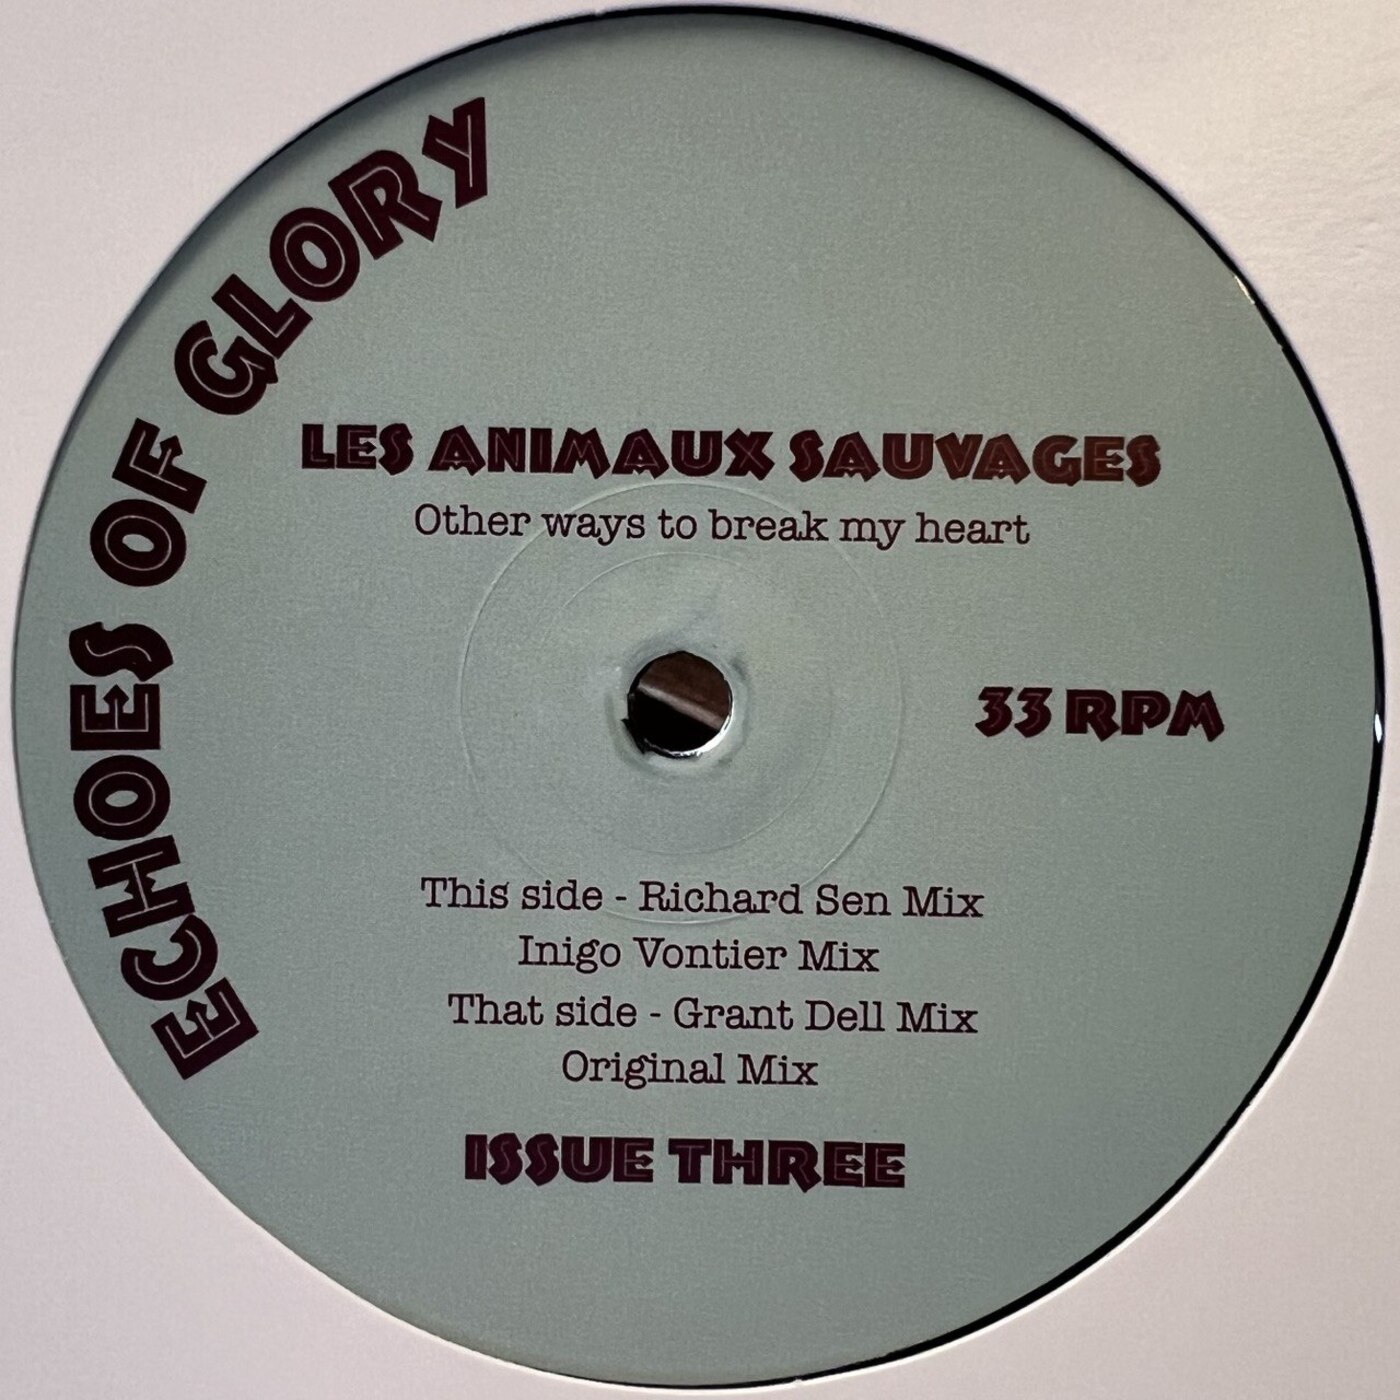 ECHOES OF GLORY
LES ANIMAUX SAUVAGES
Other ways to break my heart
33 RPM
This side - Richard Sen Mix
Inigo Vontier Mix
That side - Grant Dell Mix
Original Mix
ISSUE THREE